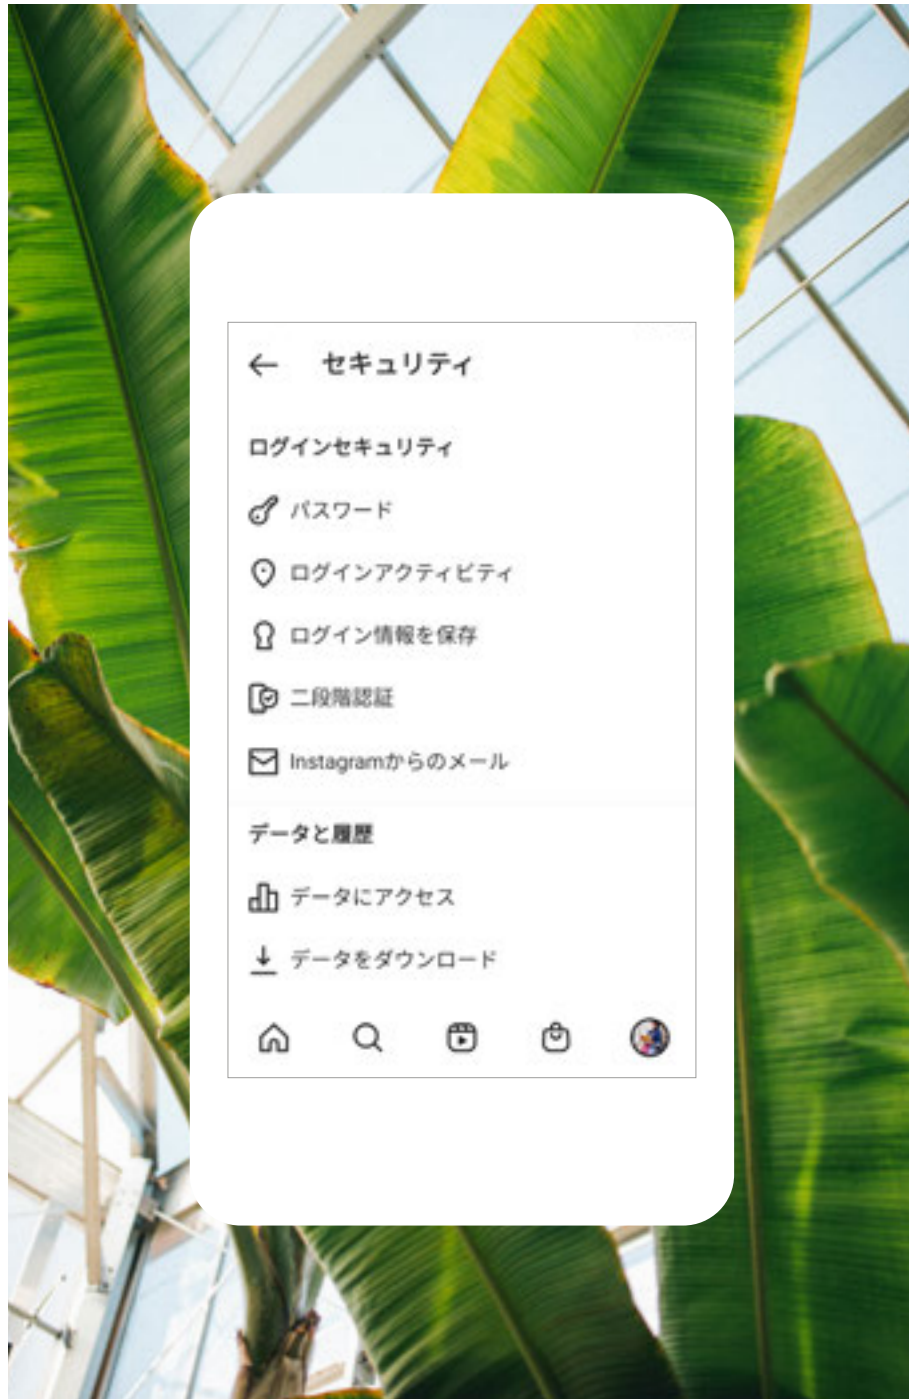 セキュリティ
ログインセキュリティ
パスワード
ログインアクティビティ
ログイン情報を保存
二段階認証
Instagramからのメール
データと履歴
データにアクセス
データをダウンロード